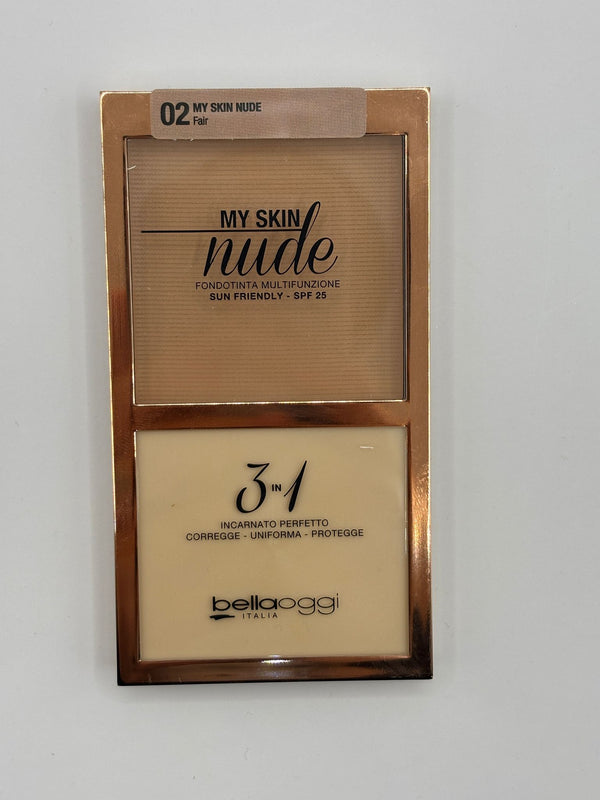 02 MY SKIN NUDE
Fair
MY SKIN
nude
FONDOTINTA MULTIFUNZIONE
SUN FRIENDLY - SPF 25
3 IN 1
INCARNATO PERFETTO
CORREGGE - UNIFORMA - PROTEGGE
bellaoggi
ITALIA